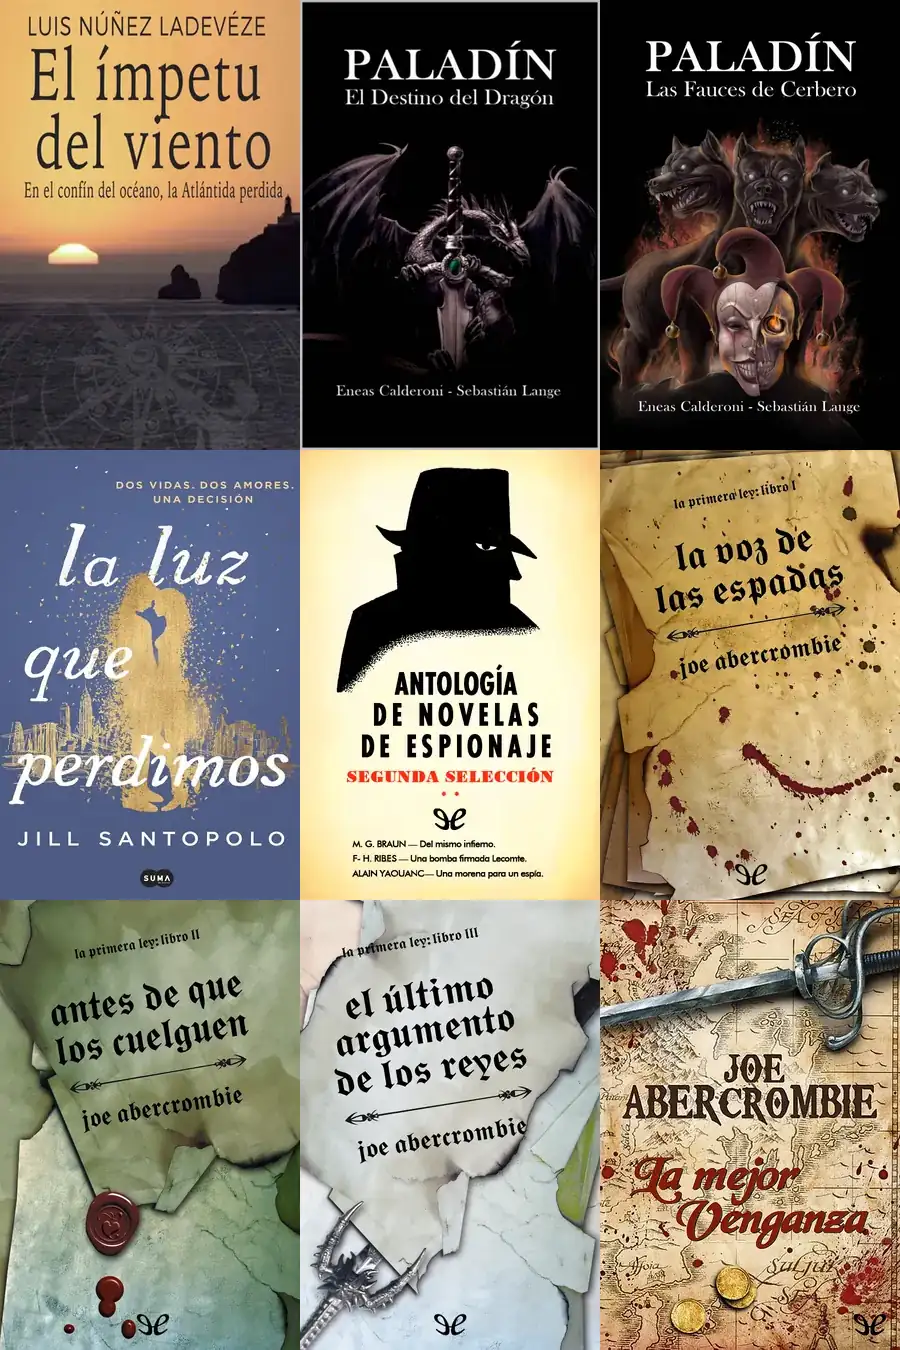 LUIS NÚÑEZ LADEVÉZE
El ímpetu
del viento
En el confín del océano, la Atlántida perdida
PALADÍN
El Destino del Dragón
Eneas Calderoni - Sebastián Lange
PALADÍN
Las Fauces de Cerbero
Eneas Calderoni - Sebastián Lange
DOS VIDAS. DOS AMORES.
UNA DECISIÓN
la luz
que
perdimos
JILL SANTOPOLO
SUMA
ANTOLOGÍA
DE NOVELAS
DE ESPIONAJE
SEGUNDA SELECCIÓN
M. G. BRAUN — Del mismo infierno.
F- H. RIBES — Una bomba firmada Lecomte.
ALAIN YAOUANC— Una morena para un espía.
la primera ley: libro I
la voz de
las espadas
joe abercrombie
la primera ley: libro II
antes de que
los cuelguen
joe abercrombie
la primera ley: libro III
el último
argumento
de los reyes
joe abercrombie
JOE
ABERCROMBIE
La mejor
Venganza